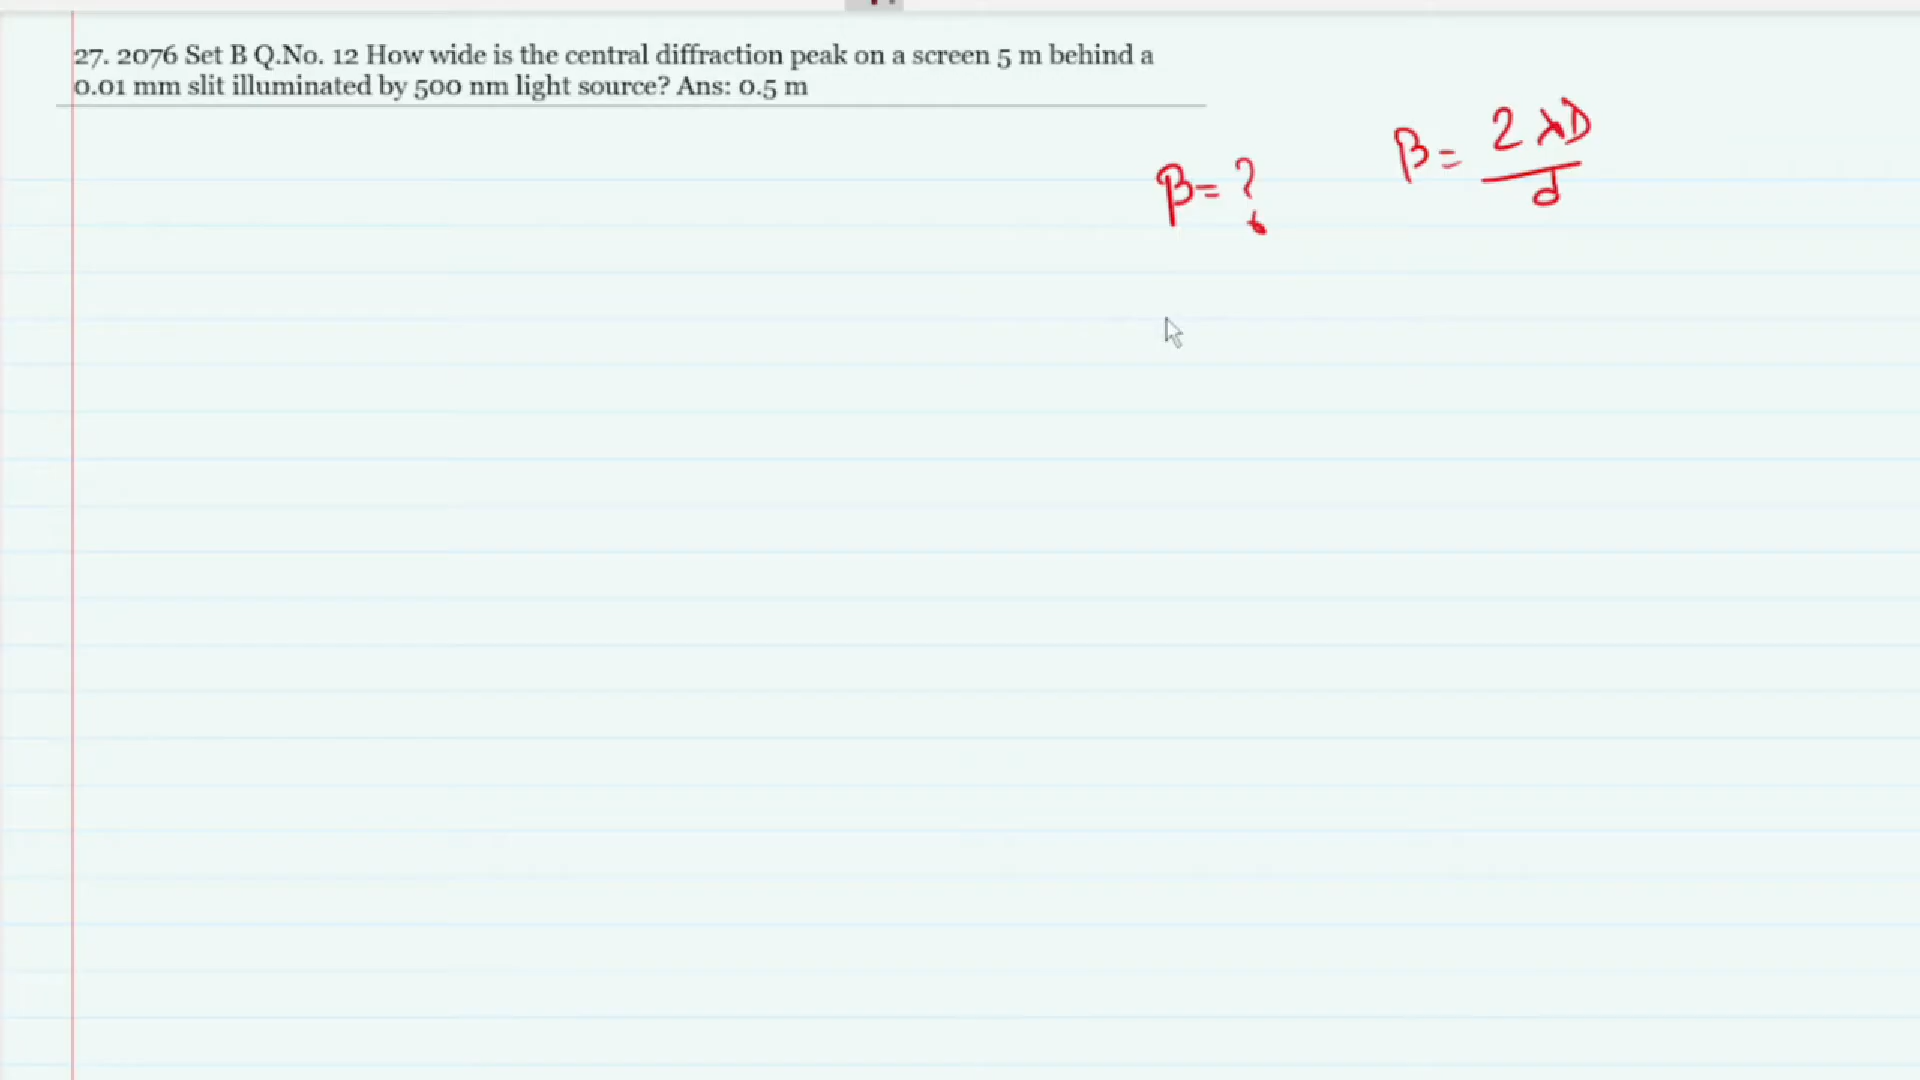 27. 2076 Set B Q.No. 12 How wide is the central diffraction peak on a screen 5 m behind a
0.01 mm slit illuminated by 500 nm light source? Ans: 0.5 m
β = ?
β = 2λD/d